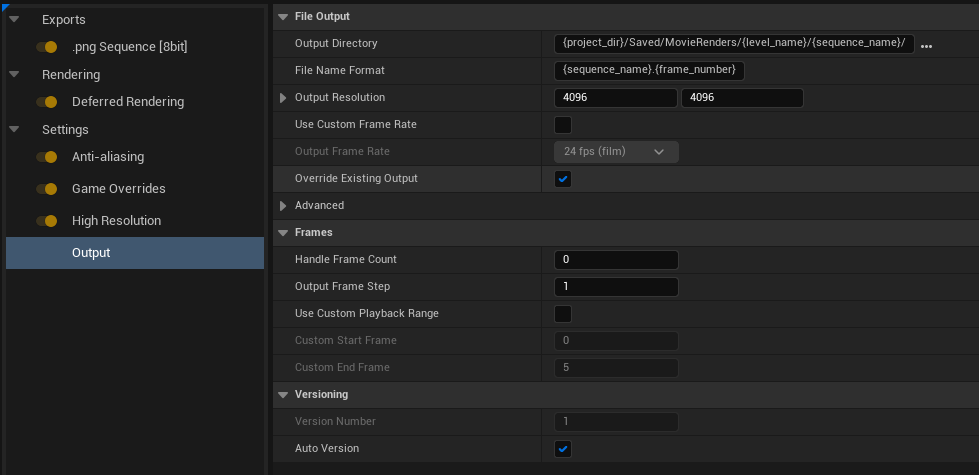 Exports
.png Sequence [8bit]
Rendering
Deferred Rendering
Settings
Anti-aliasing
Game Overrides
High Resolution
Output
File Output
Output Directory {project_dir}/Saved/MovieRenders/{level_name}/{sequence_name}/ ...
File Name Format {sequence_name}.{frame_number}
Output Resolution 4096 4096
Use Custom Frame Rate
Output Frame Rate 24 fps (film)
Override Existing Output
Advanced
Frames
Handle Frame Count 0
Output Frame Step 1
Use Custom Playback Range
Custom Start Frame 0
Custom End Frame 5
Versioning
Version Number 1
Auto Version